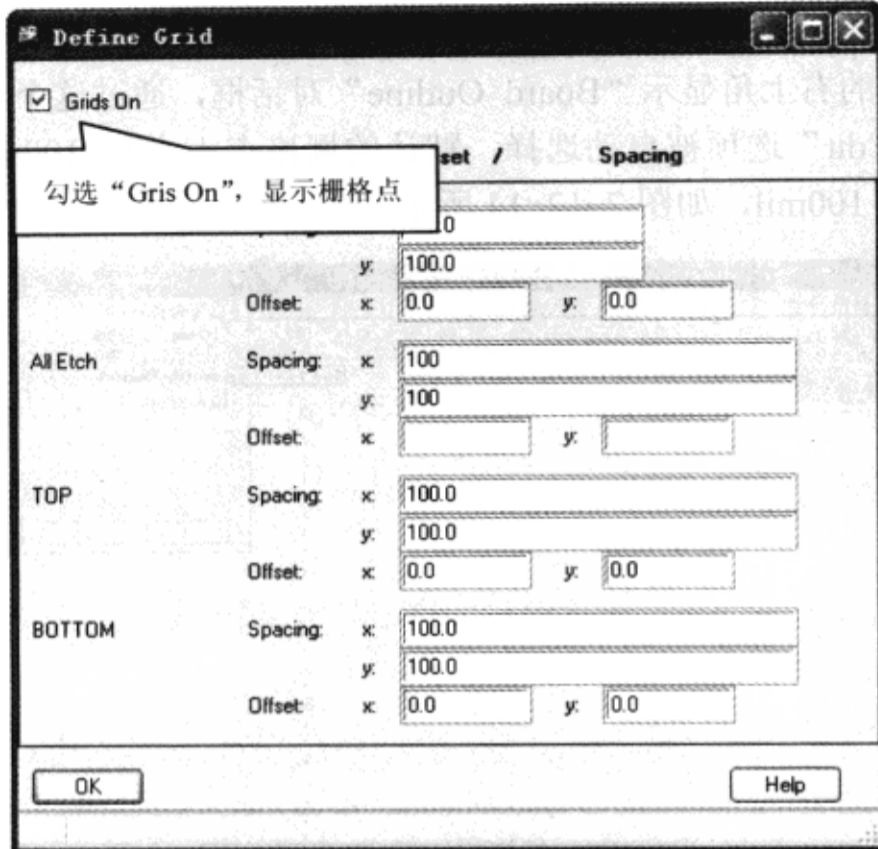 Define Grid
Grids On
勾选“Gris On”，显示栅格点
/ Spacing
.0
y: 100.0
Offset: x: 0.0 y: 0.0
All Etch Spacing: x: 100
y: 100
Offset: x: y:
TOP Spacing: x: 100.0
y: 100.0
Offset: x: 0.0 y: 0.0
BOTTOM Spacing: x: 100.0
y: 100.0
Offset: x: 0.0 y: 0.0
OK Help